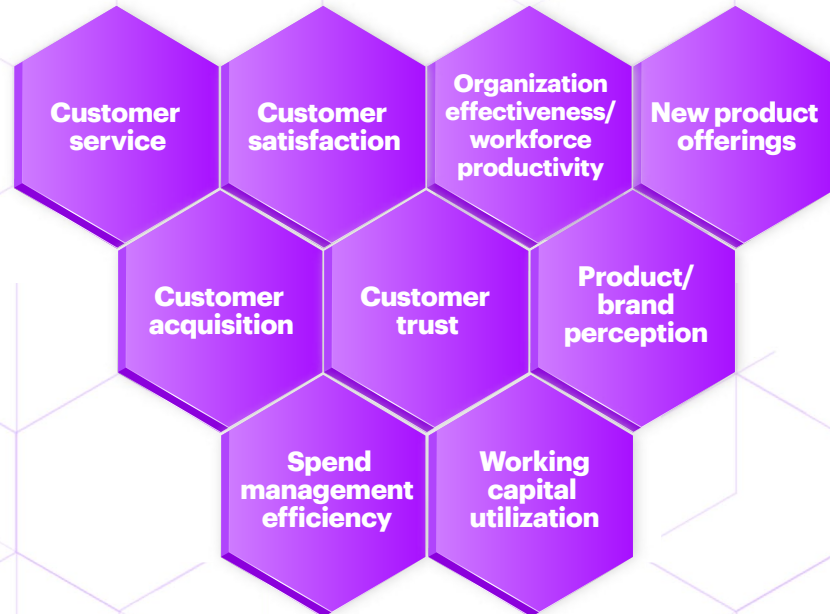 Customer
service
Customer
satisfaction
Organization
effectiveness/
workforce
productivity
New product
offerings
Customer
acquisition
Customer
trust
Product/
brand
perception
Spend
management
efficiency
Working
capital
utilization